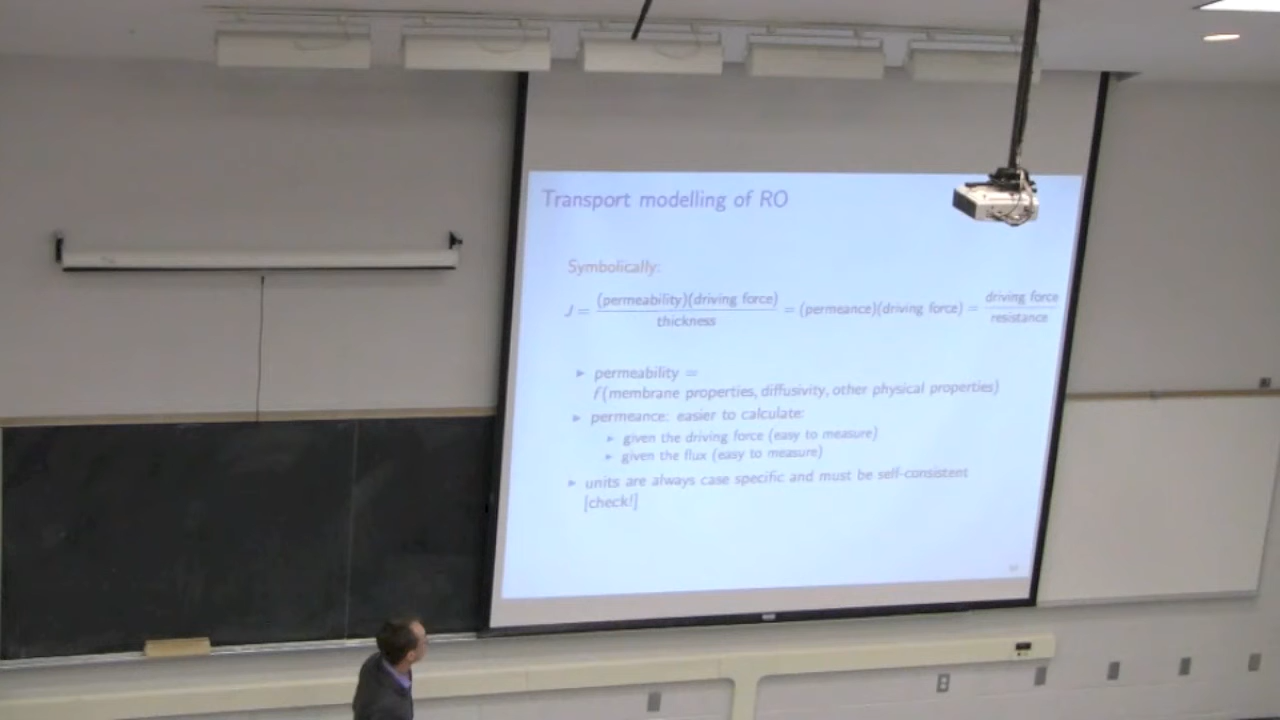 Transport modelling of RO
Symbolically:
J = (permeability)(driving force) / thickness = (permeance)(driving force) = driving force / resistance
▸ permeability =
f(membrane properties, diffusivity, other physical properties)
▸ permeance: easier to calculate:
▸ given the driving force (easy to measure)
▸ given the flux (easy to measure)
▸ units are always case specific and must be self-consistent
[check!]